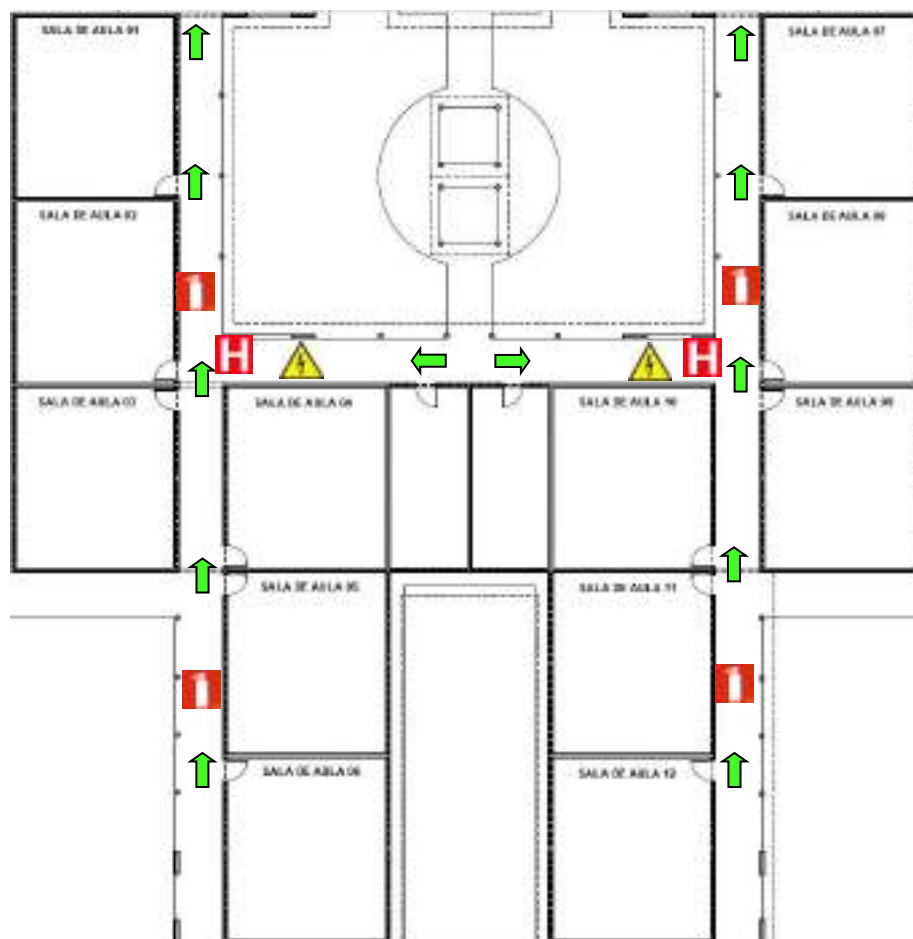 SALA DE AULA 01
SALA DE AULA 07
SALA DE AULA 02
SALA DE AULA 08
H
H
SALA DE AULA 03
SALA DE AULA 04
SALA DE AULA 10
SALA DE AULA 09
SALA DE AULA 05
SALA DE AULA 11
SALA DE AULA 06
SALA DE AULA 12